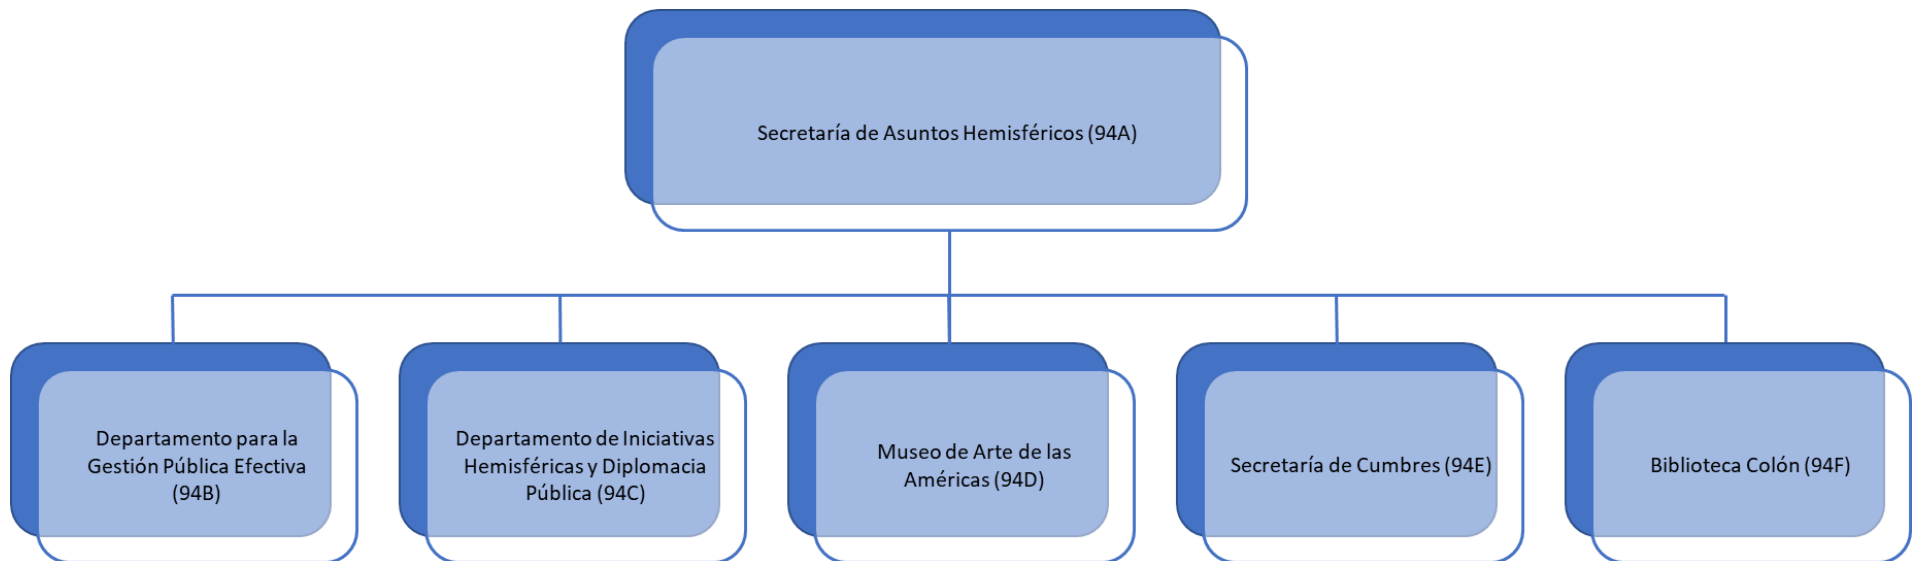 Secretaría de Asuntos Hemisféricos (94A)
Departamento para la
Gestión Pública Efectiva
(94B)
Departamento de Iniciativas
Hemisféricas y Diplomacia
Pública (94C)
Museo de Arte de las
Américas (94D)
Secretaría de Cumbres (94E)
Biblioteca Colón (94F)